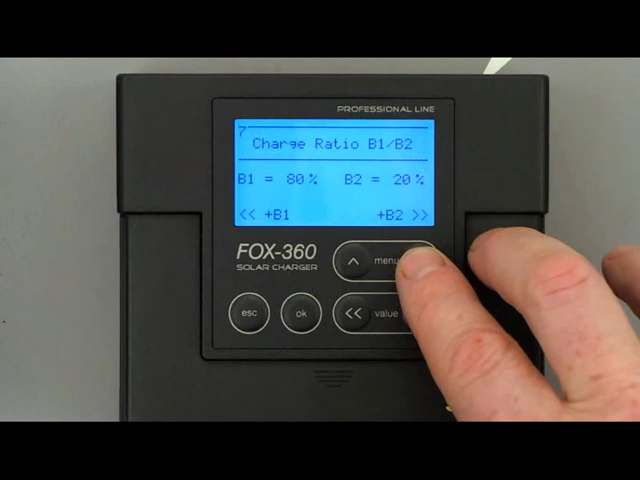 PROFESSIONAL LINE
7
Charge Ratio B1/B2
B1 = 80% B2 = 20%
<< +B1 +B2 >>
FOX-360
SOLAR CHARGER
menu
esc ok << value